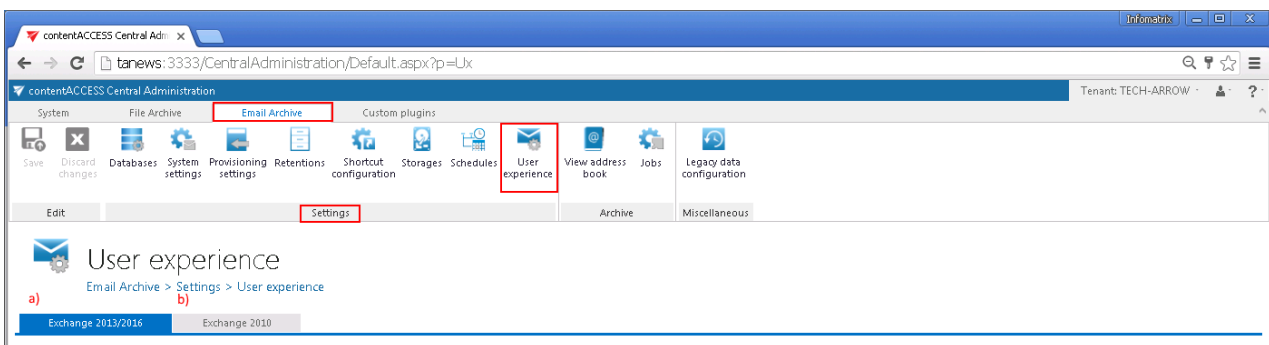 Infomatrix
contentACCESS Central Adm
tanews:3333/CentralAdministration/Default.aspx?p=Ux
contentACCESS Central Administration
Tenant: TECH-ARROW
?
System File Archive Email Archive Custom plugins
Save
Discard changes
Databases
System settings
Provisioning settings
Retentions
Shortcut configuration
Storages
Schedules
User experience
View address book
Jobs
Legacy data configuration
Edit Settings Archive Miscellaneous
User experience
Email Archive > Settings > User experience
a) b)
Exchange 2013/2016 Exchange 2010